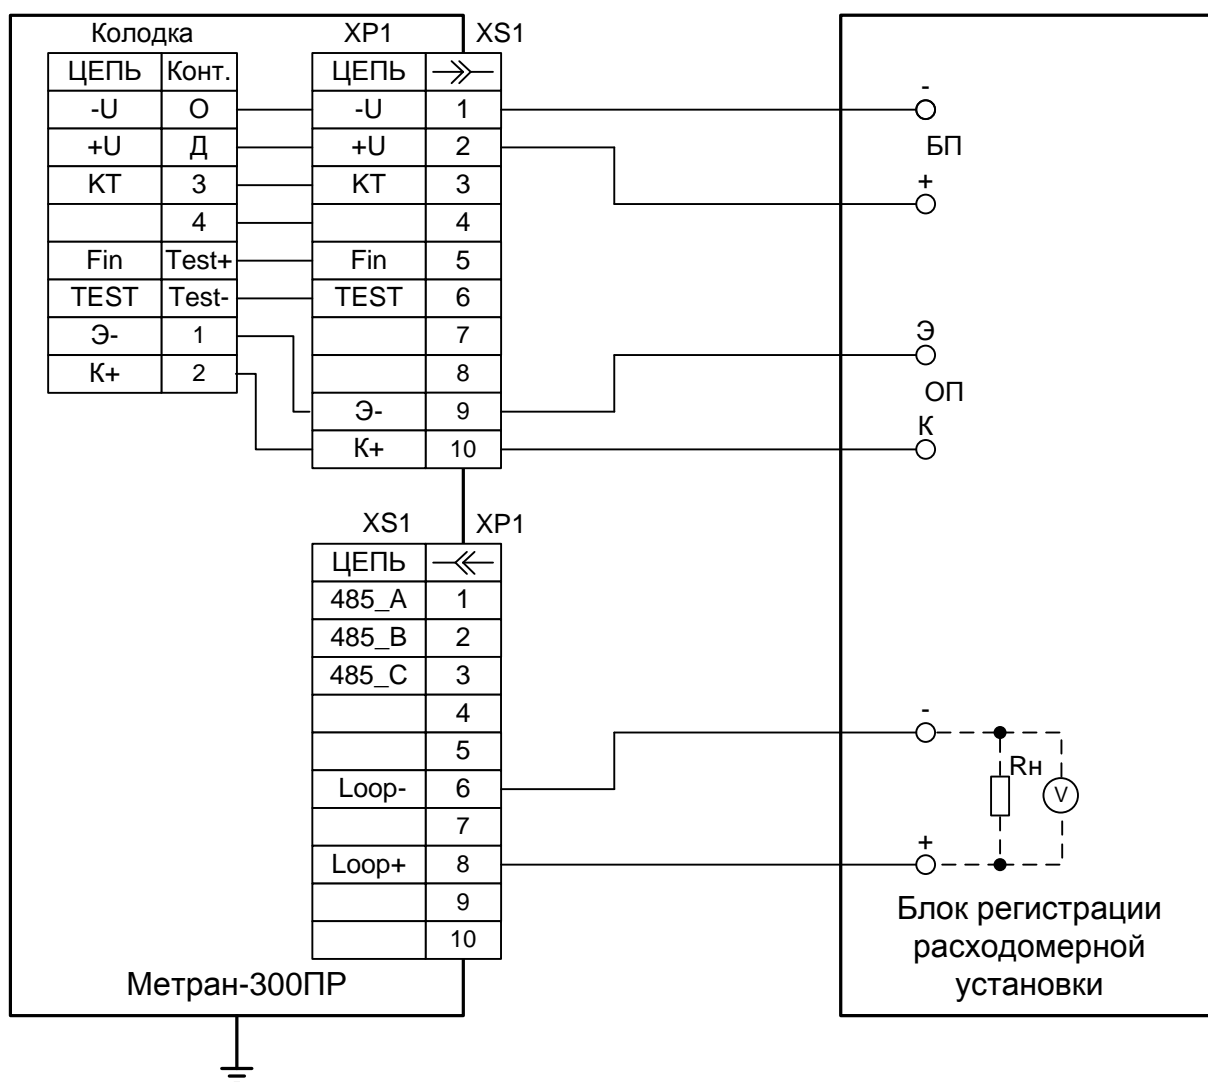 Колодка
ЦЕПЬ Конт.
-U О
+U Д
КТ 3
4
Fin Test+
TEST Test-
Э- 1
К+ 2
XP1 XS1
ЦЕПЬ
-U 1
+U 2
КТ 3
4
Fin 5
TEST 6
7
8
Э- 9
К+ 10
XS1 XP1
ЦЕПЬ
485_A 1
485_B 2
485_C 3
4
5
Loop- 6
7
Loop+ 8
9
10
Метран-300ПР
-
БП
+
Э
ОП
К
-
Rн
V
+
Блок регистрации
расходомерной
установки